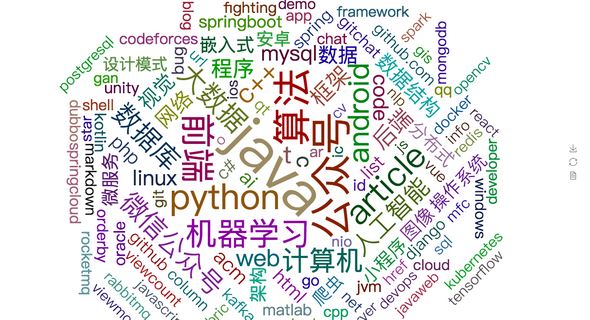 demo
fighting
framework
blog
app
springboot
spring
spark
codeforces
嵌入式
安卓
chat
gitchat
github.com
gis
mongodb
postgresql
设计模式
bug
url
程序
mysql
数据
gan
unity
视觉
大数据
c++
ios
算法
框架
code
数据结构
qq
opencv
shell
网络
qt
cv
nlp
docker
dubbo
springcloud
star
kotlin
数据库
php
前端
java
公众号
android
后端
分布式
info
redis
react
markdown
微服务
c#
ai
t
c
ar
ic
list
is
developer
linux
git
python
id
article
vue
操作系统
windows
orderby
oracle
微信公众号
机器学习
人工智能
图像
mfc
rocketmq
github
viewcount
acm
web
计算机
nio
小程序
django
sql
kubernetes
rabbitmq
column
架构
html
go
爬虫
jvm
href
cloud
tensorflow
javascript
kafka
matlab
cpp
net
devops
javaweb